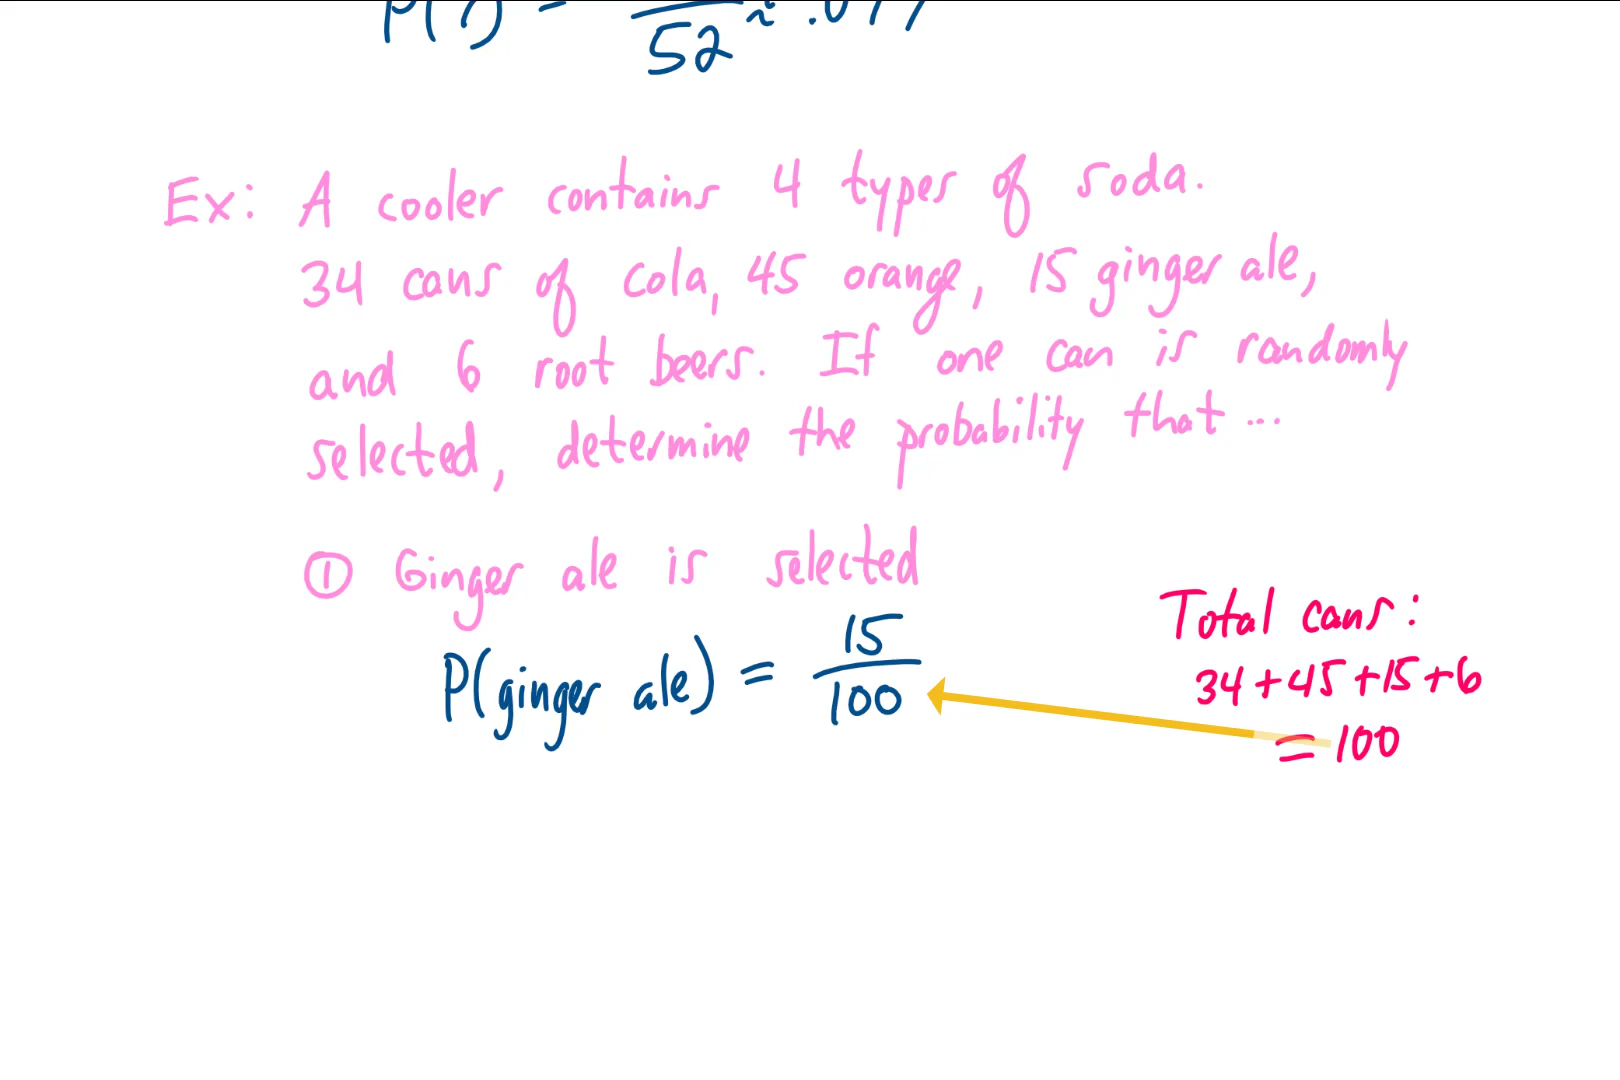 52
Ex: A cooler contains 4 types of soda.
34 cans of cola, 45 orange, 15 ginger ale,
and 6 root beers. If one can is randomly
selected, determine the probability that ...
① Ginger ale is selected
P(ginger ale) = 15/100
Total cans:
34+45+15+6
= 100